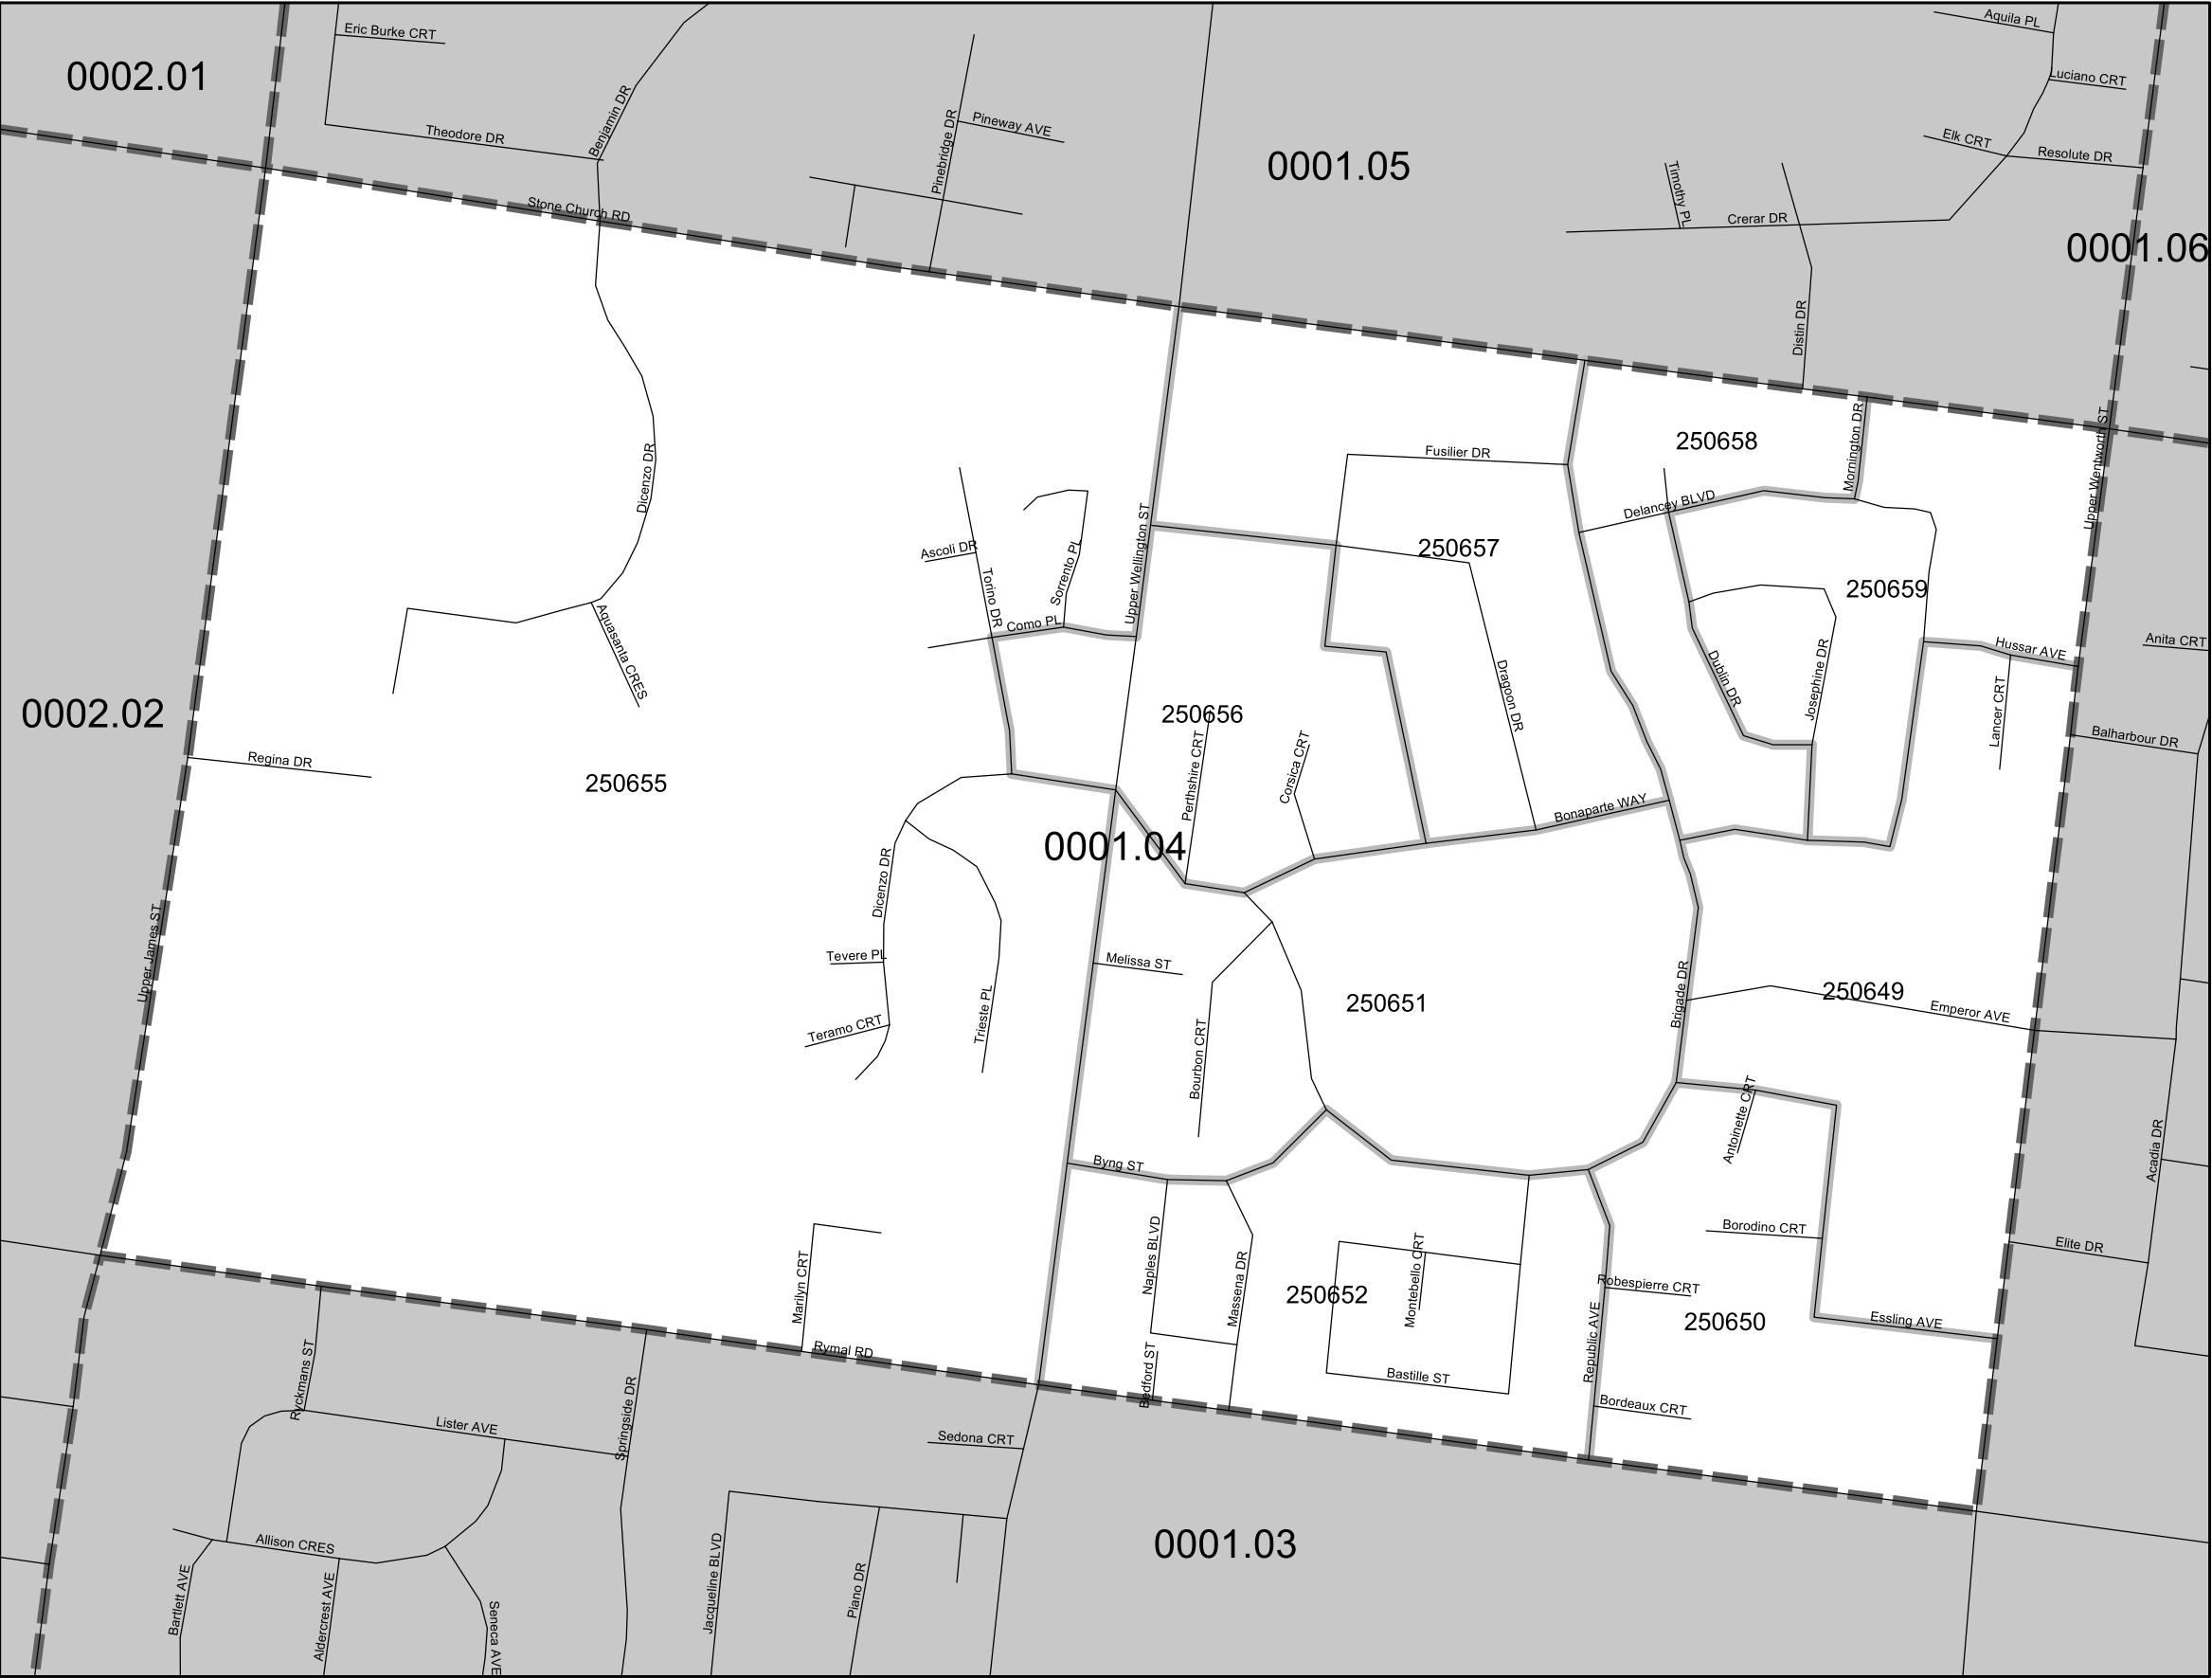 Eric Burke CRT
Aquila PL
0002.01
Luciano CRT
Theodore DR
Benjamin DR
Pinebridge DR
Pineway AVE
Elk CRT
Resolute DR
0001.05
Timothy PL
Crerar DR
Stone Church RD
0001.06
Distin DR
Mornington DR
Upper Wentworth ST
250658
Fusilier DR
Dicenzo DR
Delancey BLVD
Ascoli DR
Torino DR
Sorrento PL
Upper Wellington ST
250657
250659
Como PL
Aquasanta CRES
Dragoon DR
Dublin DR
Josephine DR
Hussar AVE
Anita CRT
Lancer CRT
0002.02
250656
Balharbour DR
Regina DR
250655
Perthshire CRT
Corsica CRT
Bonaparte WAY
0001.04
Dicenzo DR
Upper James ST
Tevere PL
Melissa ST
250651
Brigade DR
250649
Emperor AVE
Teramo CRT
Trieste PL
Bourbon CRT
Antoinette CRT
Acadia DR
Byng ST
Naples BLVD
Massena DR
Montebello CRT
Borodino CRT
Elite DR
Marilyn CRT
250652
Robespierre CRT
250650
Essling AVE
Republic AVE
Rymal RD
Bedford ST
Bastille ST
Bordeaux CRT
Ryckmans ST
Lister AVE
Springside DR
Sedona CRT
0001.03
Allison CRES
Bartlett AVE
Aldercrest AVE
Seneca AVE
Jacqueline BLVD
Piano DR